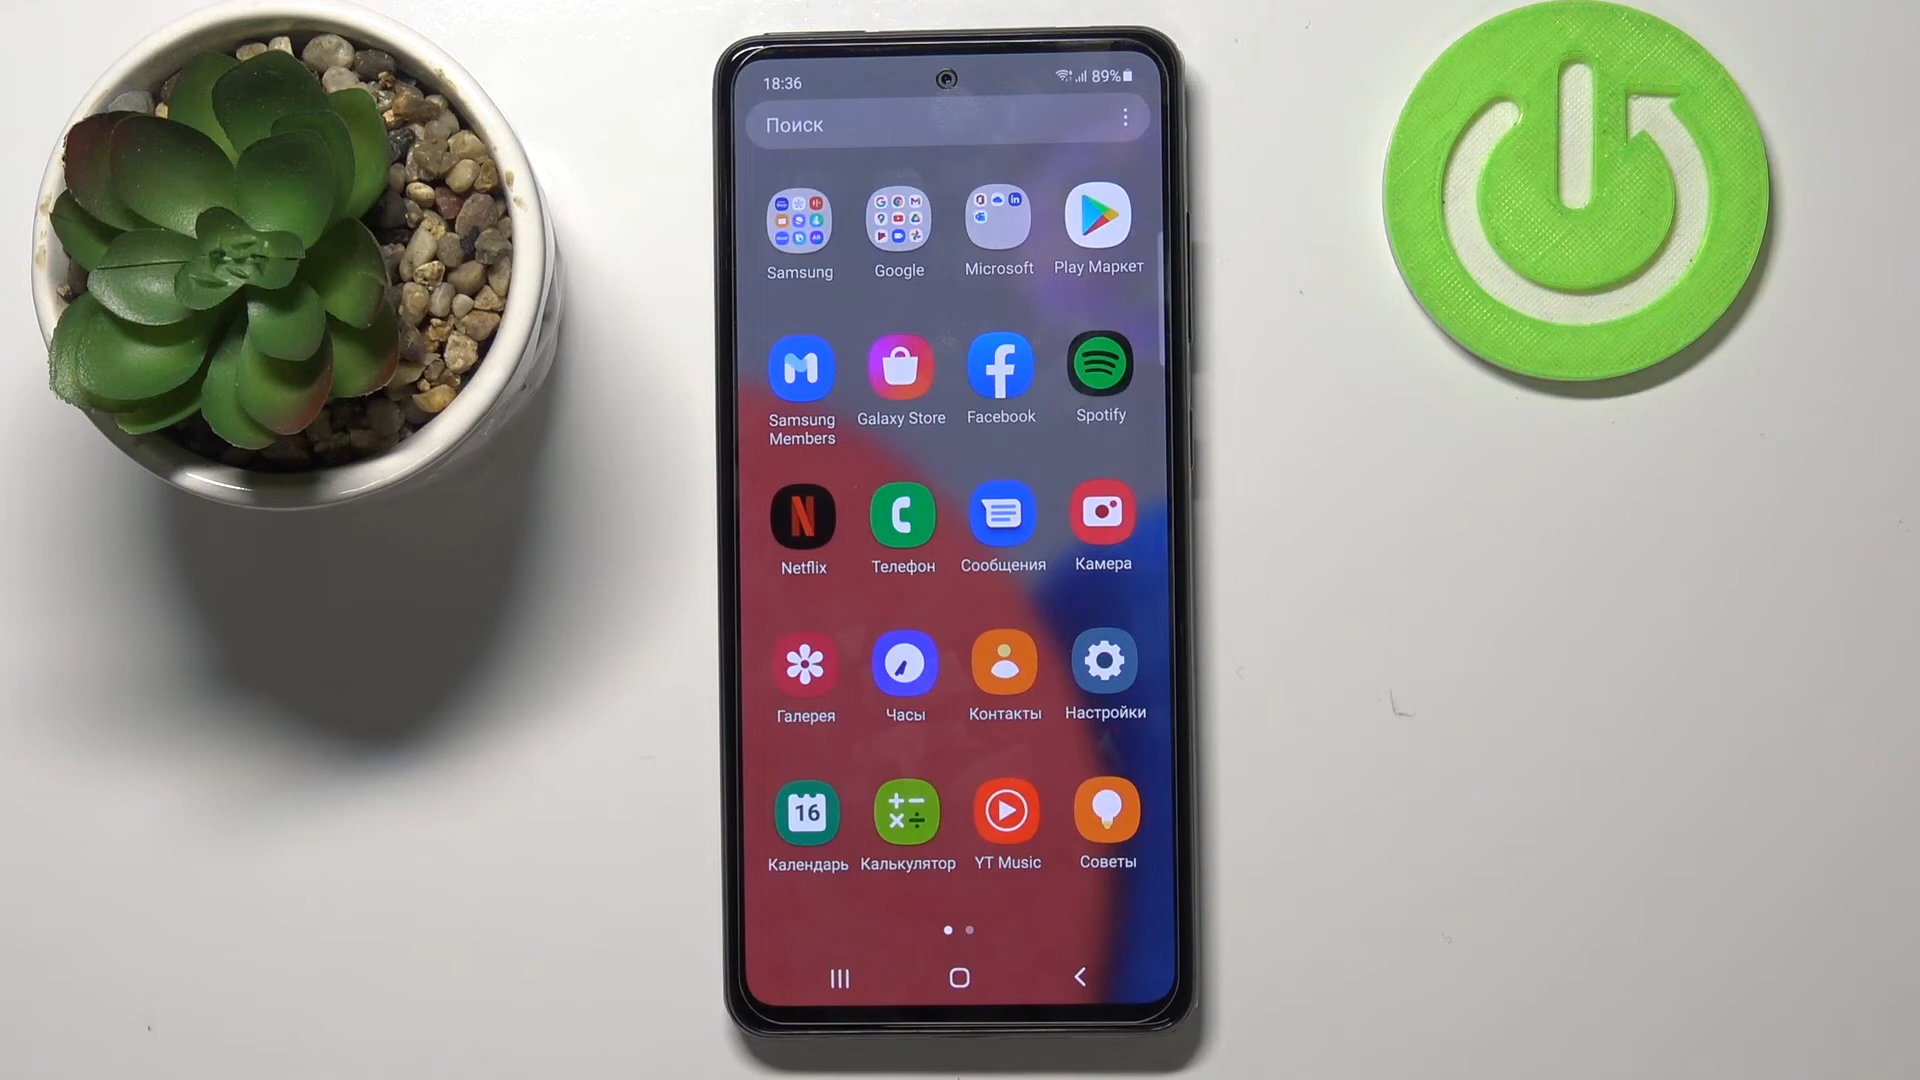 18:36
89%
Поиск
Samsung
Google
Microsoft
Play Маркет
Samsung
Members
Galaxy Store
Facebook
Spotify
Netflix
Телефон
Сообщения
Камера
Галерея
Часы
Контакты
Настройки
16
Календарь
Калькулятор
YT Music
Советы